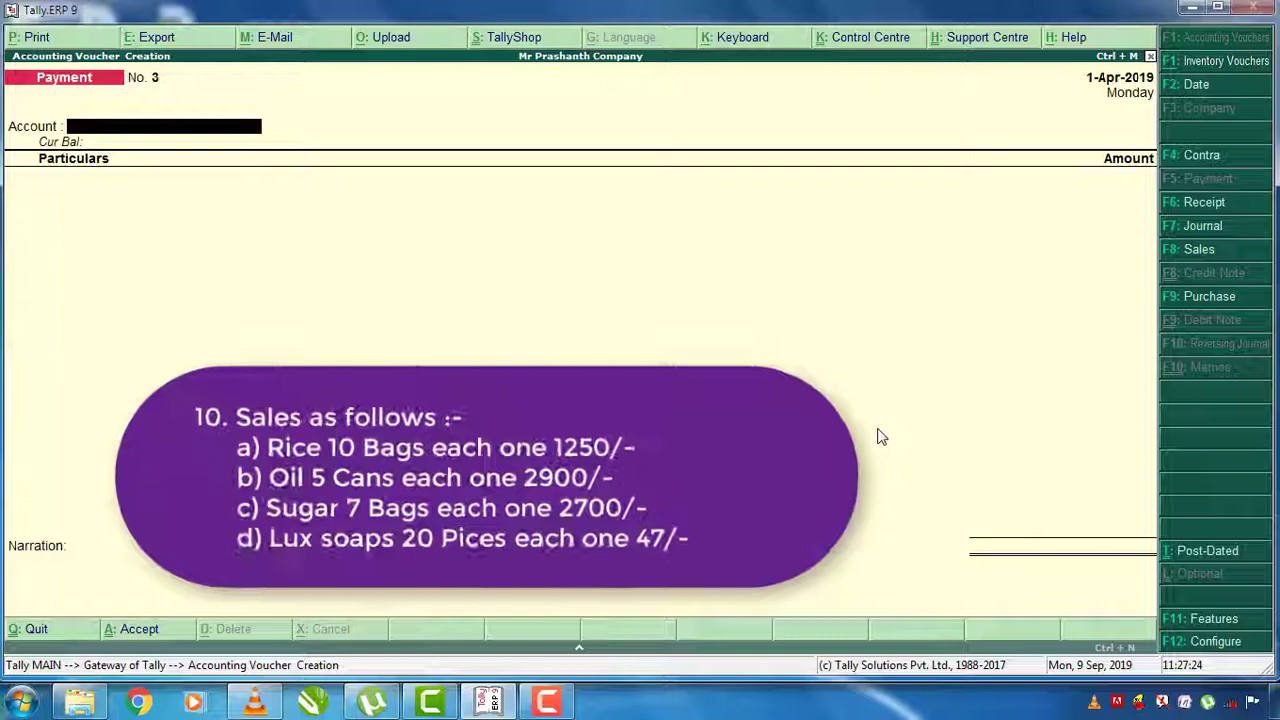 Tally.ERP 9
P: Print E: Export M: E-Mail O: Upload S: TallyShop G: Language K: Keyboard K: Control Centre H: Support Centre H: Help
Accounting Voucher Creation Mr Prashanth Company Ctrl + M
Payment No. 3 1-Apr-2019
Monday
Account :
Cur Bal:
Particulars Amount
10. Sales as follows :-
a) Rice 10 Bags each one 1250/-
b) Oil 5 Cans each one 2900/-
c) Sugar 7 Bags each one 2700/-
d) Lux soaps 20 Pices each one 47/-
Narration:
F1: Accounting Vouchers
F1: Inventory Vouchers
F2: Date
F3: Company
F4: Contra
F5: Payment
F6: Receipt
F7: Journal
F8: Sales
F8: Credit Note
F9: Purchase
F9: Debit Note
F10: Reversing Journal
F10: Memos
T: Post-Dated
L: Optional
F11: Features
F12: Configure
Q: Quit A: Accept D: Delete X: Cancel
Ctrl + N
Tally MAIN --> Gateway of Tally --> Accounting Voucher Creation (c) Tally Solutions Pvt. Ltd., 1988-2017 Mon, 9 Sep, 2019 11:27:24